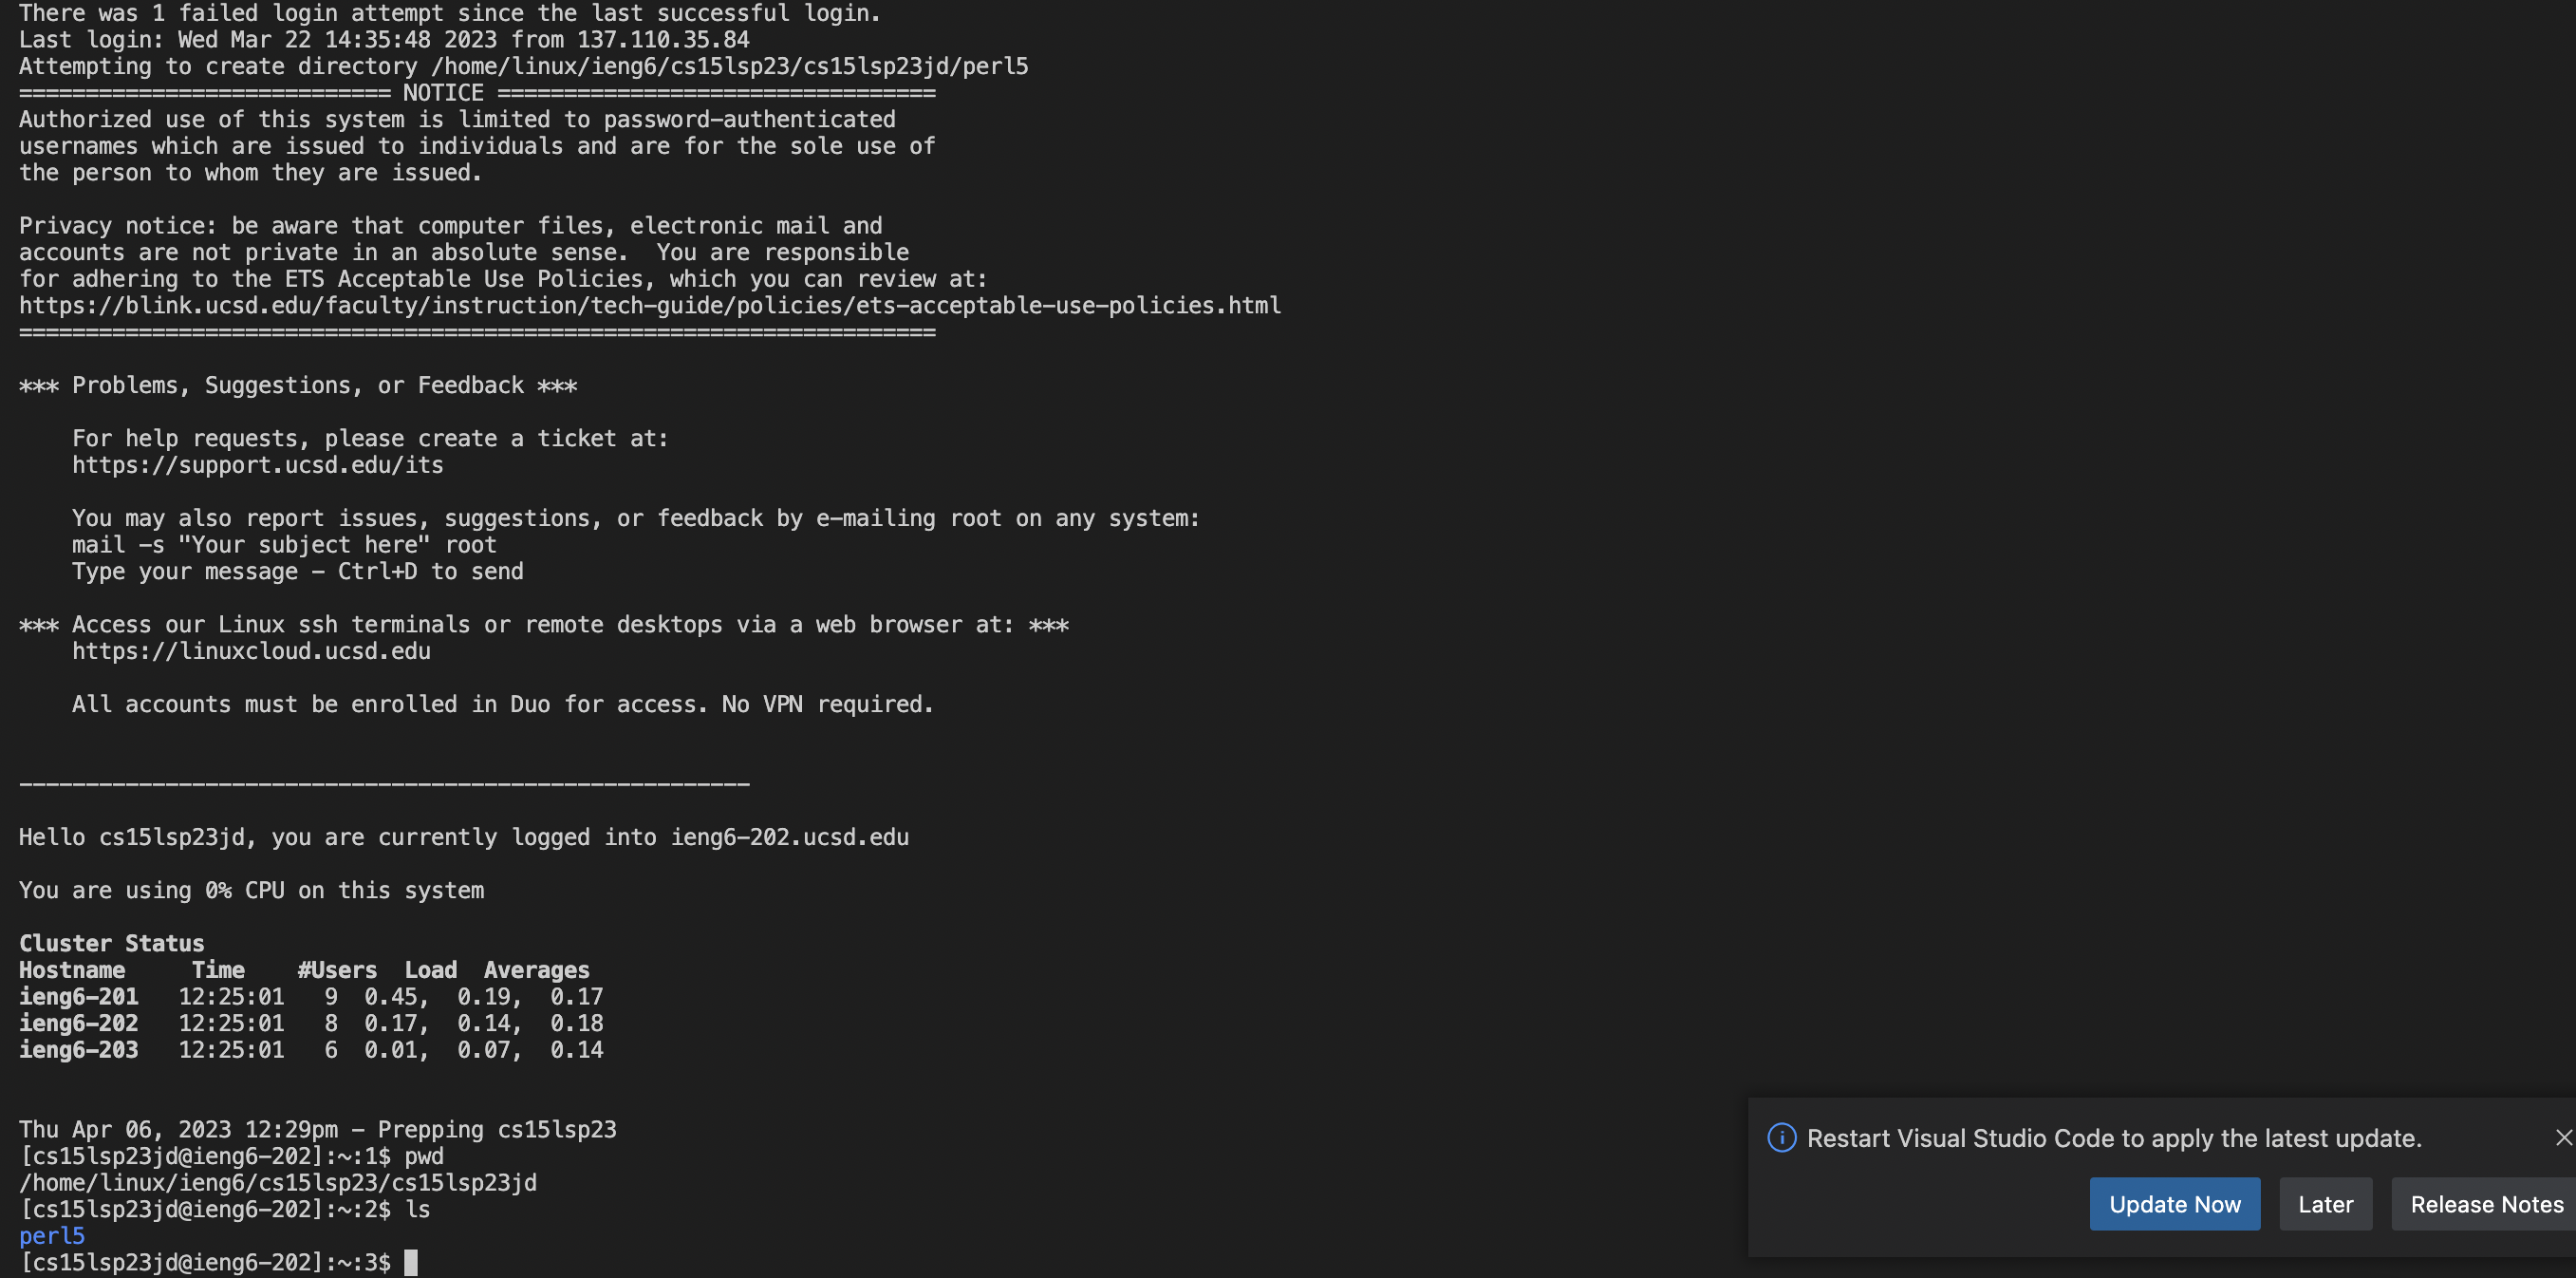 There was 1 failed login attempt since the last successful login.
Last login: Wed Mar 22 14:35:48 2023 from 137.110.35.84
Attempting to create directory /home/linux/ieng6/cs15lsp23/cs15lsp23jd/perl5
============================== NOTICE =================================
Authorized use of this system is limited to password-authenticated
usernames which are issued to individuals and are for the sole use of
the person to whom they are issued.
Privacy notice: be aware that computer files, electronic mail and
accounts are not private in an absolute sense.  You are responsible
for adhering to the ETS Acceptable Use Policies, which you can review at:
https://blink.ucsd.edu/faculty/instruction/tech-guide/policies/ets-acceptable-use-policies.html
=====================================================================
*** Problems, Suggestions, or Feedback ***
For help requests, please create a ticket at:
https://support.ucsd.edu/its
You may also report issues, suggestions, or feedback by e-mailing root on any system:
mail -s "Your subject here" root
Type your message - Ctrl+D to send
*** Access our Linux ssh terminals or remote desktops via a web browser at: ***
https://linuxcloud.ucsd.edu
All accounts must be enrolled in Duo for access. No VPN required.
-------------------------------------------------------
Hello cs15lsp23jd, you are currently logged into ieng6-202.ucsd.edu
You are using 0% CPU on this system
Cluster Status
Hostname     Time    #Users  Load  Averages
ieng6-201   12:25:01   9  0.45,  0.19,  0.17
ieng6-202   12:25:01   8  0.17,  0.14,  0.18
ieng6-203   12:25:01   6  0.01,  0.07,  0.14
Thu Apr 06, 2023 12:29pm - Prepping cs15lsp23
[cs15lsp23jd@ieng6-202]:~:1$ pwd
/home/linux/ieng6/cs15lsp23/cs15lsp23jd
[cs15lsp23jd@ieng6-202]:~:2$ ls
perl5
[cs15lsp23jd@ieng6-202]:~:3$
Restart Visual Studio Code to apply the latest update.
Update Now
Later
Release Notes